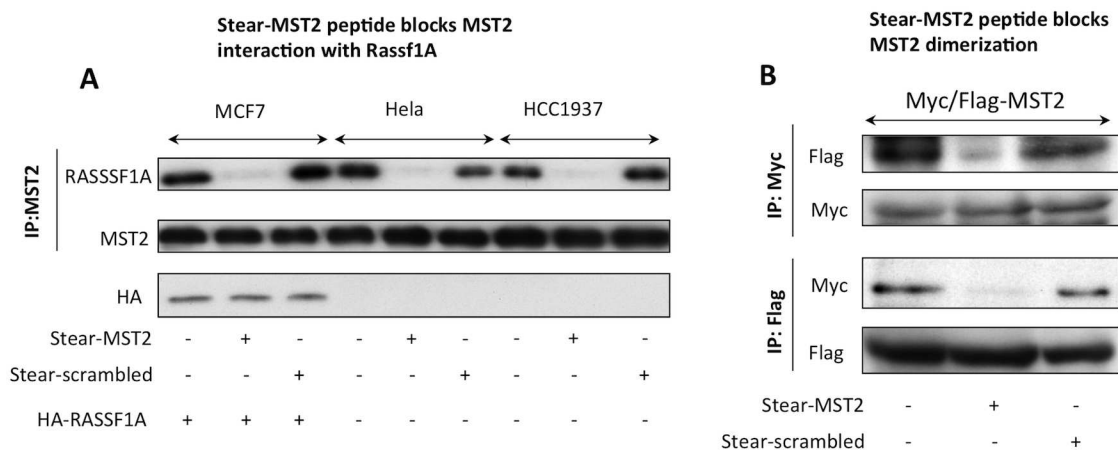 Stear-MST2 peptide blocks MST2
interaction with Rassf1A
A
MCF7 Hela HCC1937
IP:MST2
RASSSF1A
MST2
HA
Stear-MST2 - + - - + - - + -
Stear-scrambled - - + - - + - - +
HA-RASSF1A + + + - - - - - -
Stear-MST2 peptide blocks
MST2 dimerization
B
Myc/Flag-MST2
IP: Myc
Flag
Myc
IP: Flag
Myc
Flag
Stear-MST2 - + -
Stear-scrambled - - +